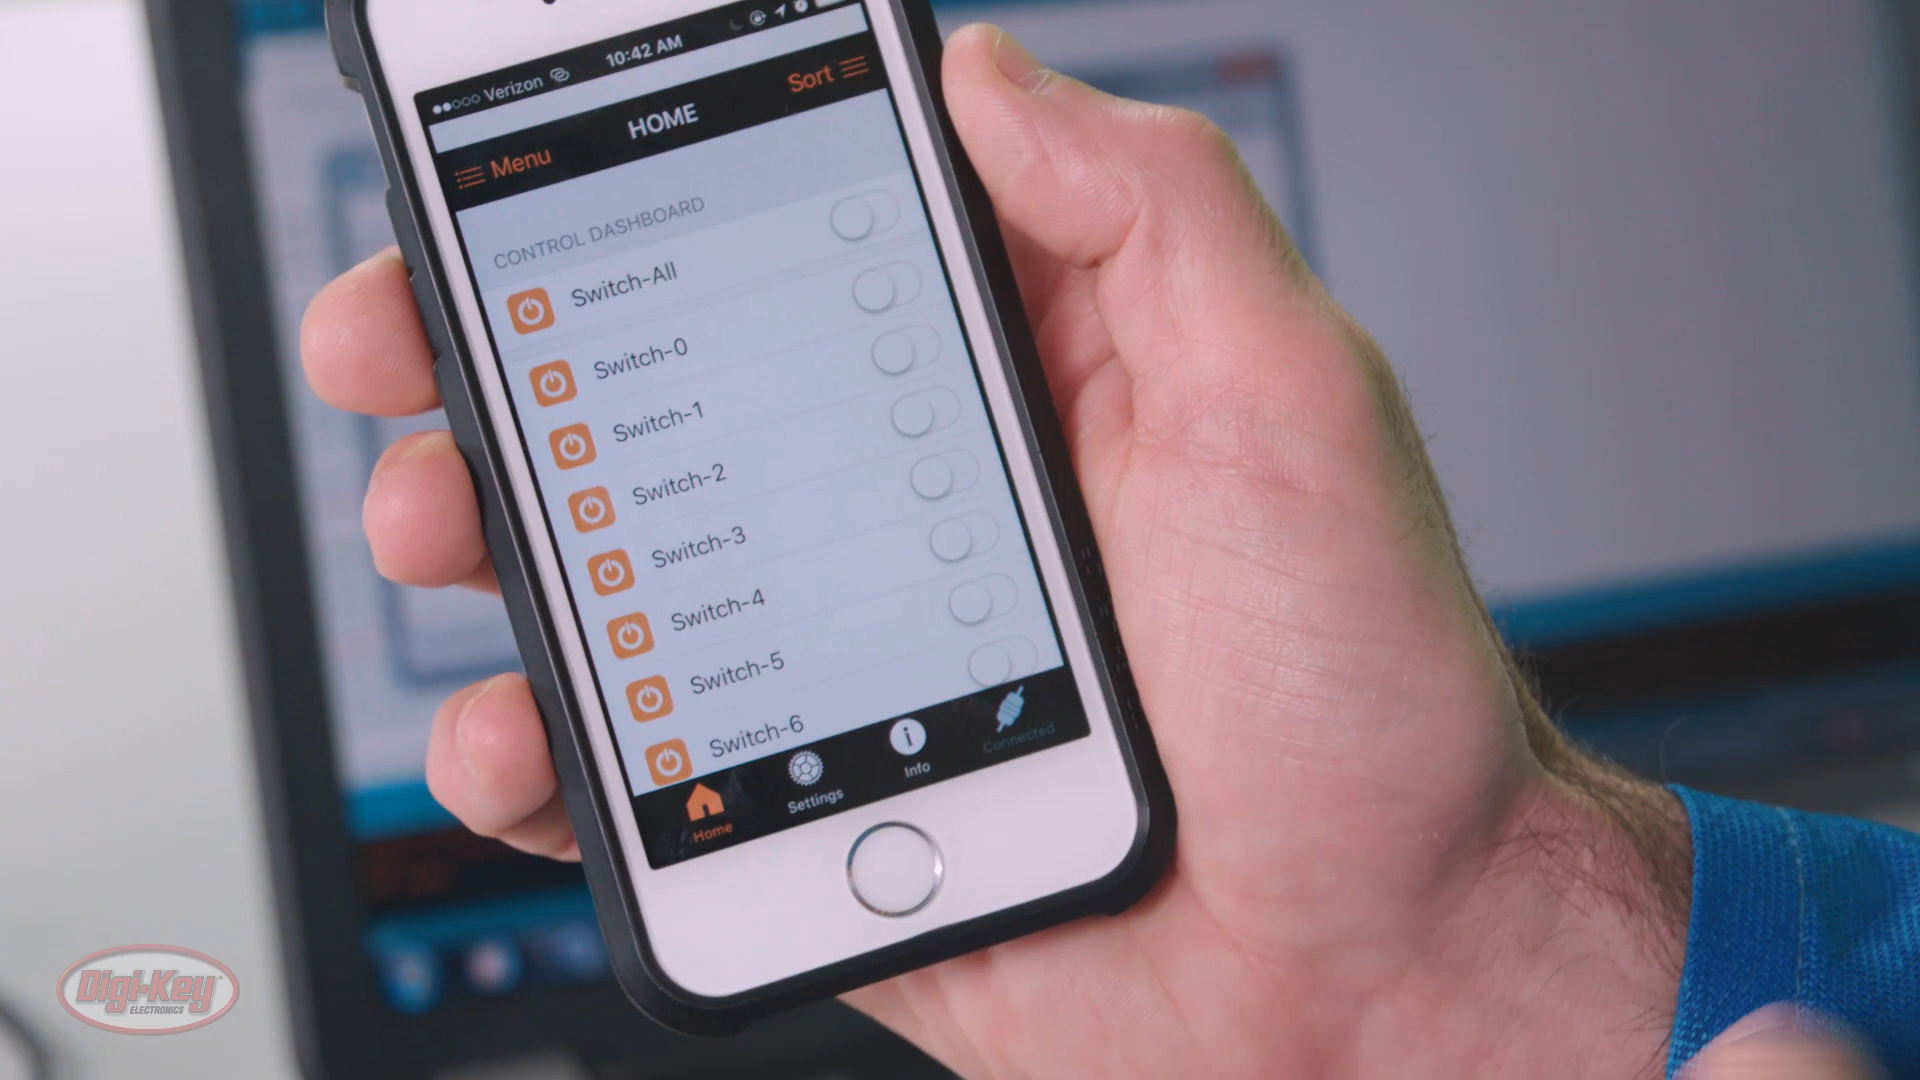 Verizon 10:42 AM
Menu HOME Sort
CONTROL DASHBOARD
Switch-All
Switch-0
Switch-1
Switch-2
Switch-3
Switch-4
Switch-5
Switch-6
Home Settings Info Connected
Digi-Key
ELECTRONICS